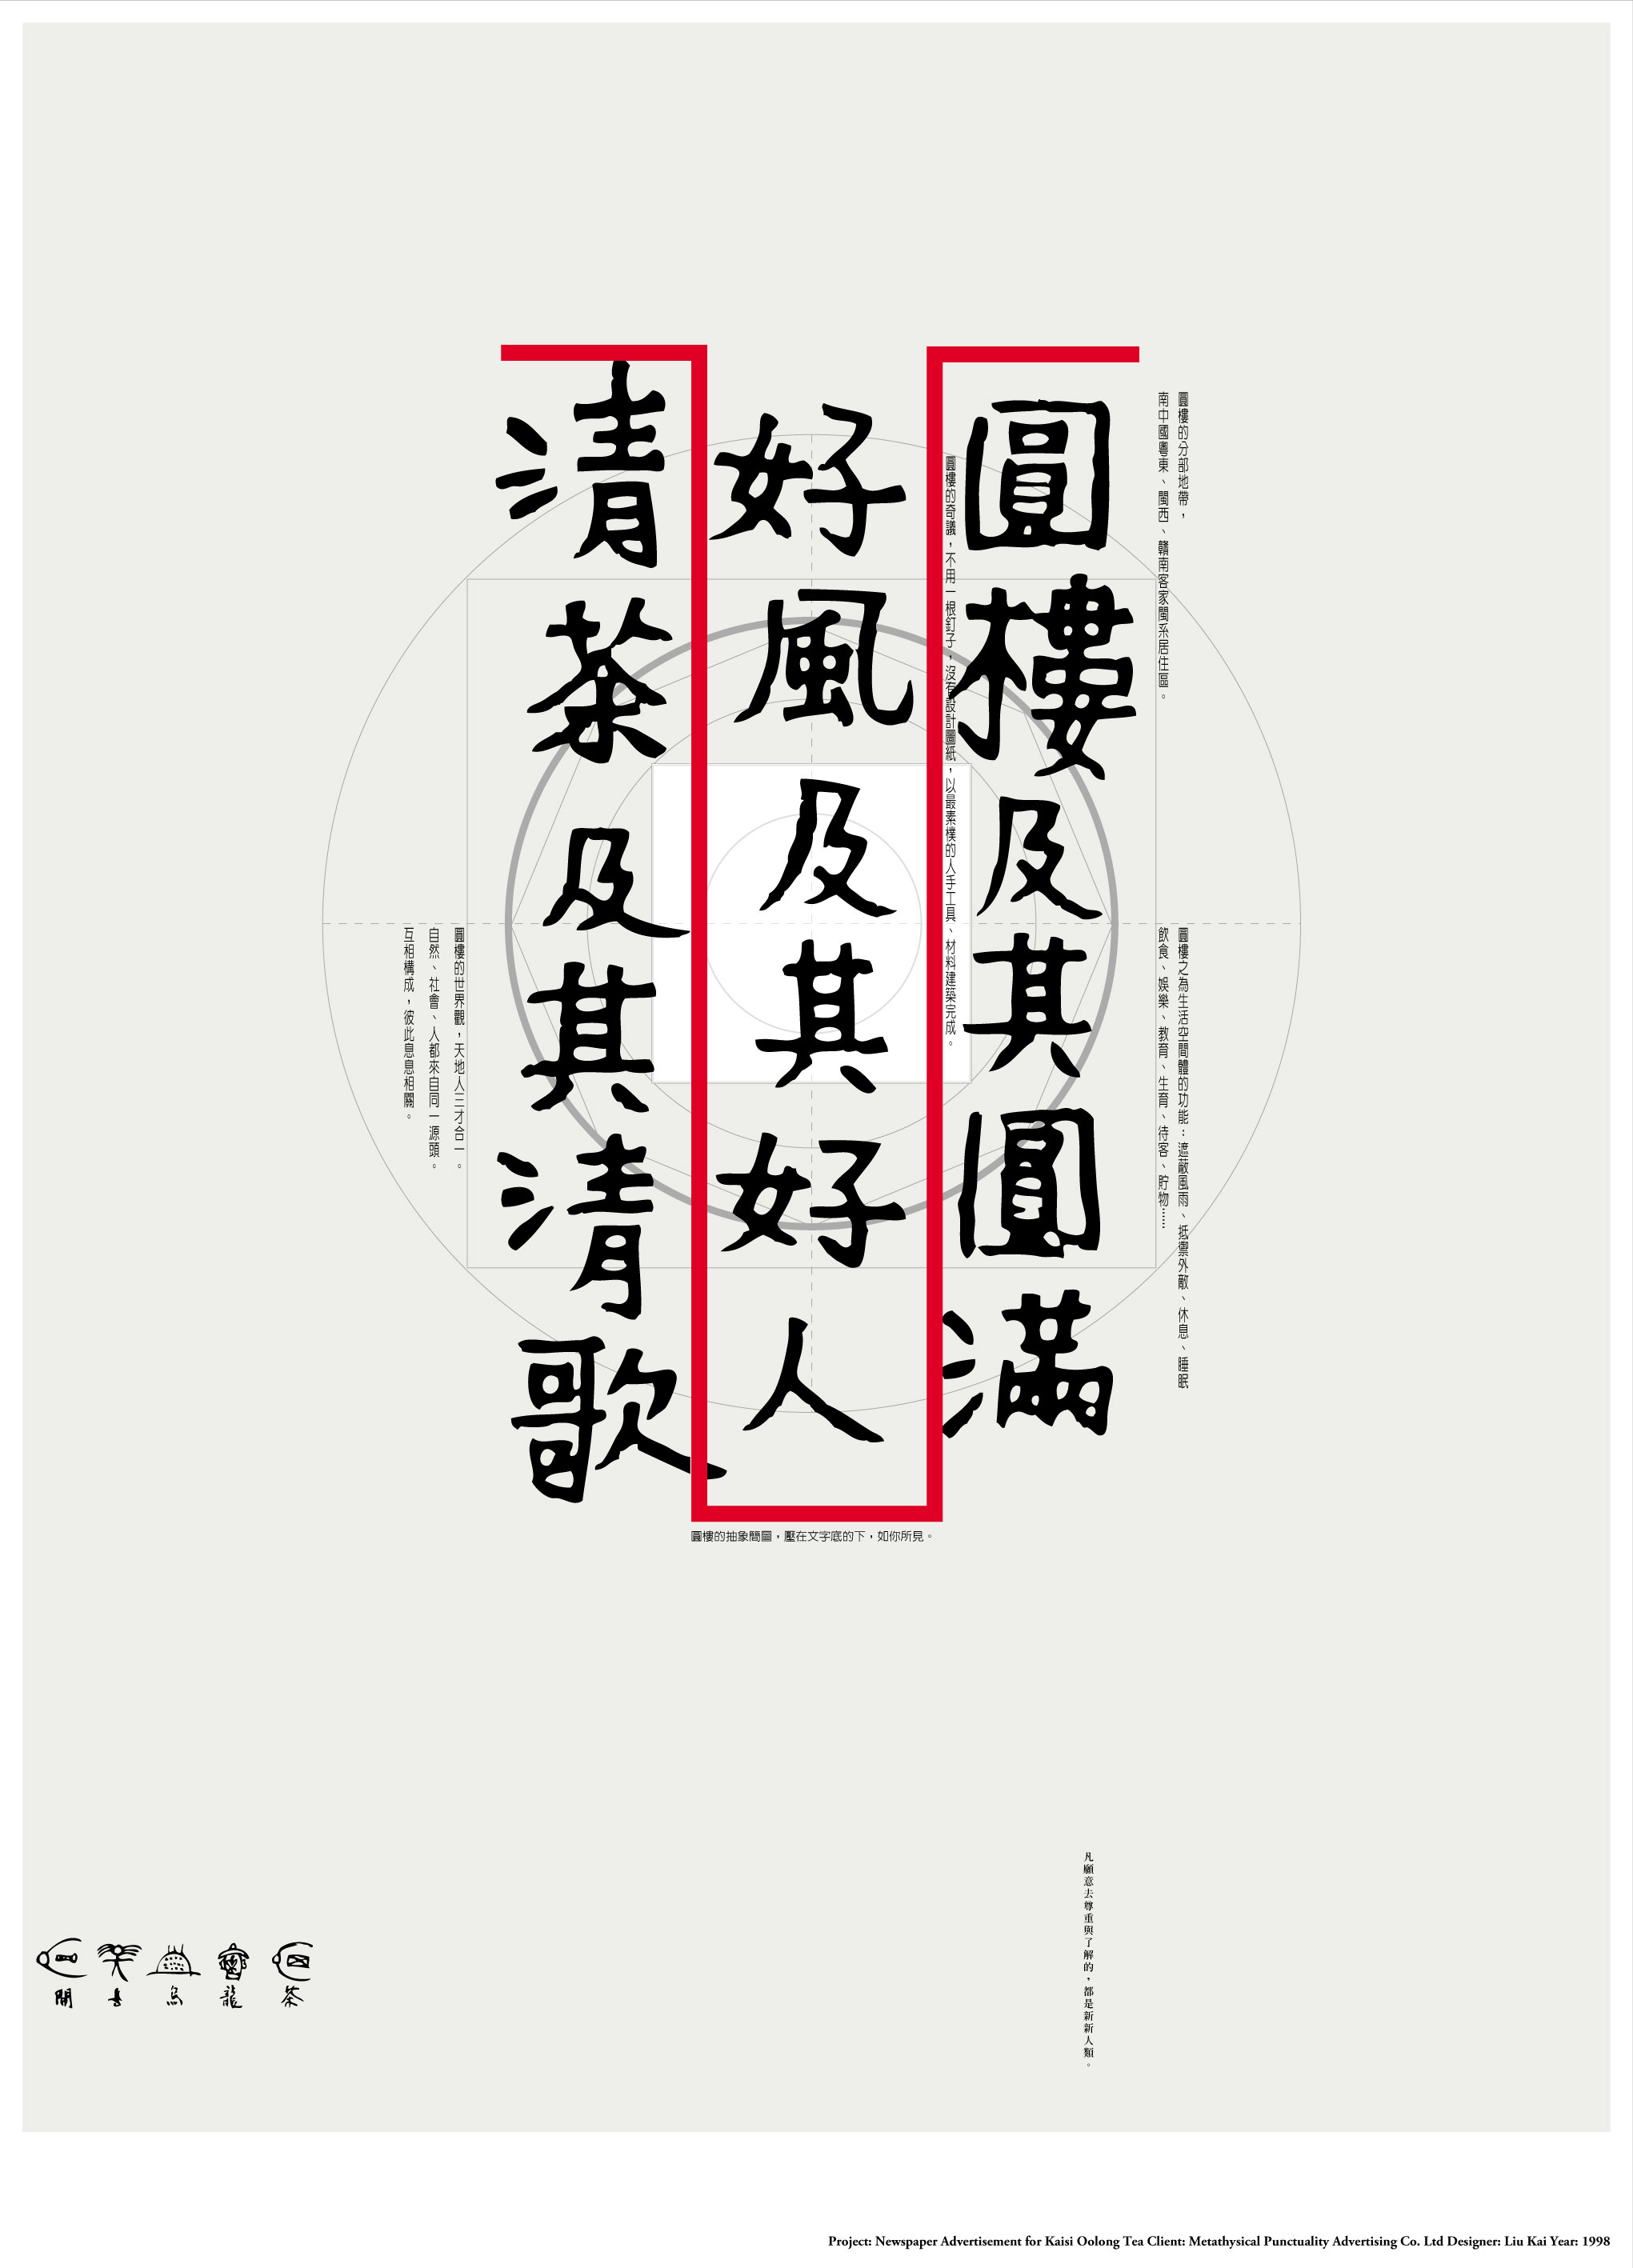 圓樓及其圓滿
好風及其好人
清茶及其清歌
圓樓的分部地帶，
南中國粵東、閩西、贛南客家閩系居住區。
圓樓的奇議，不用一根釘子，沒有設計圖紙，以最素樸的人手工具、材料建築完成。
圓樓之為生活空間體的功能：遮蔽風雨、抵禦外敵、休息、睡眠
飲食、娛樂、教育、生育、待客、貯物……
圓樓的世界觀，天地人三才合一。
自然、社會、人都來自同一源頭。
互相構成，彼此息息相關。
圓樓的抽象簡圖，壓在文字底的下，如你所見。
凡願意去尊重與了解的，都是新新人類。
開喜烏龍茶
Project: Newspaper Advertisement for Kaisi Oolong Tea Client: Metathysical Punctuality Advertising Co. Ltd Designer: Liu Kai Year: 1998